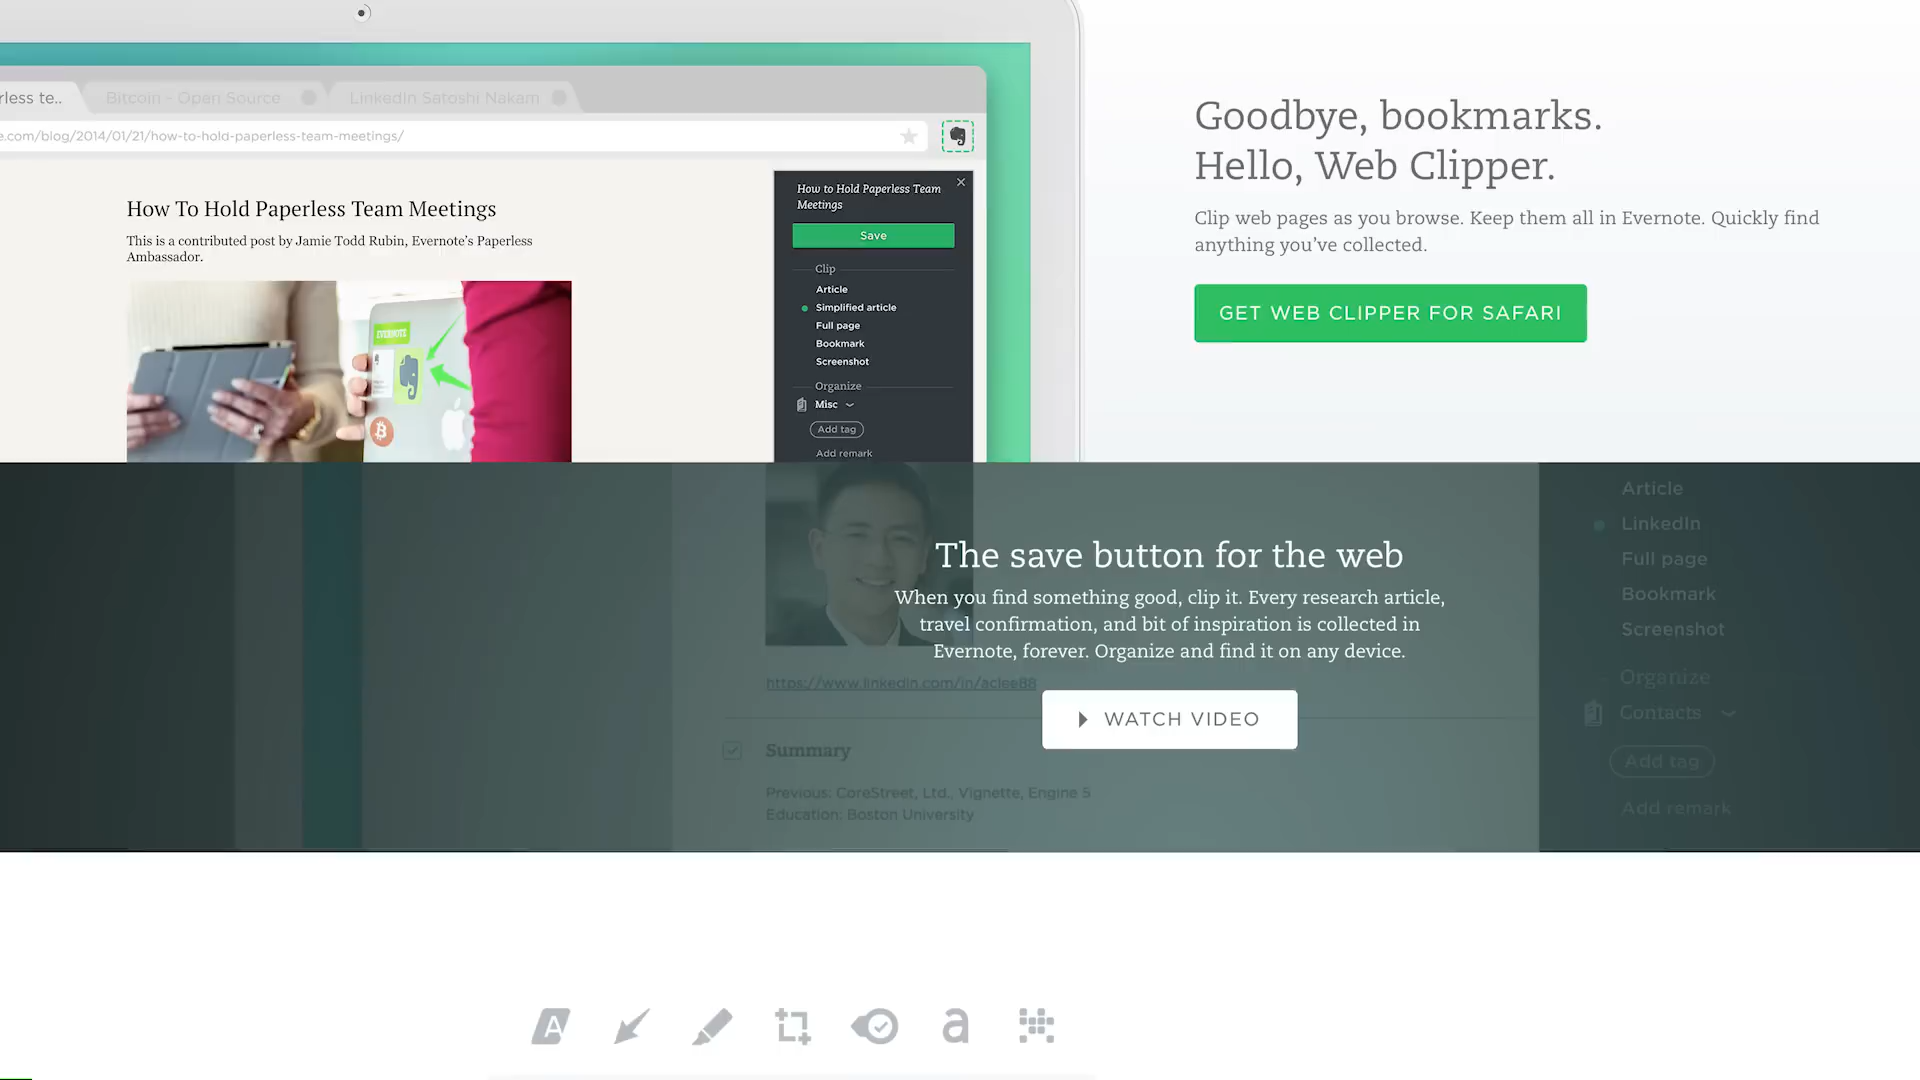 rless te..
Bitcoin - Open Source
LinkedIn Satoshi Nakam
e.com/blog/2014/01/21/how-to-hold-paperless-team-meetings/
How To Hold Paperless Team Meetings
This is a contributed post by Jamie Todd Rubin, Evernote’s Paperless
Ambassador.
EVERNOTE
How to Hold Paperless Team
Meetings
Save
Clip
Article
Simplified article
Full page
Bookmark
Screenshot
Organize
Misc
Add tag
Add remark
Goodbye, bookmarks.
Hello, Web Clipper.
Clip web pages as you browse. Keep them all in Evernote. Quickly find
anything you’ve collected.
GET WEB CLIPPER FOR SAFARI
The save button for the web
When you find something good, clip it. Every research article,
travel confirmation, and bit of inspiration is collected in
Evernote, forever. Organize and find it on any device.
WATCH VIDEO
https://www.linkedin.com/in/aclee88
Summary
Previous: CoreStreet, Ltd., Vignette, Engine 5
Education: Boston University
Article
LinkedIn
Full page
Bookmark
Screenshot
Organize
Contacts
Add tag
Add remark
A
a